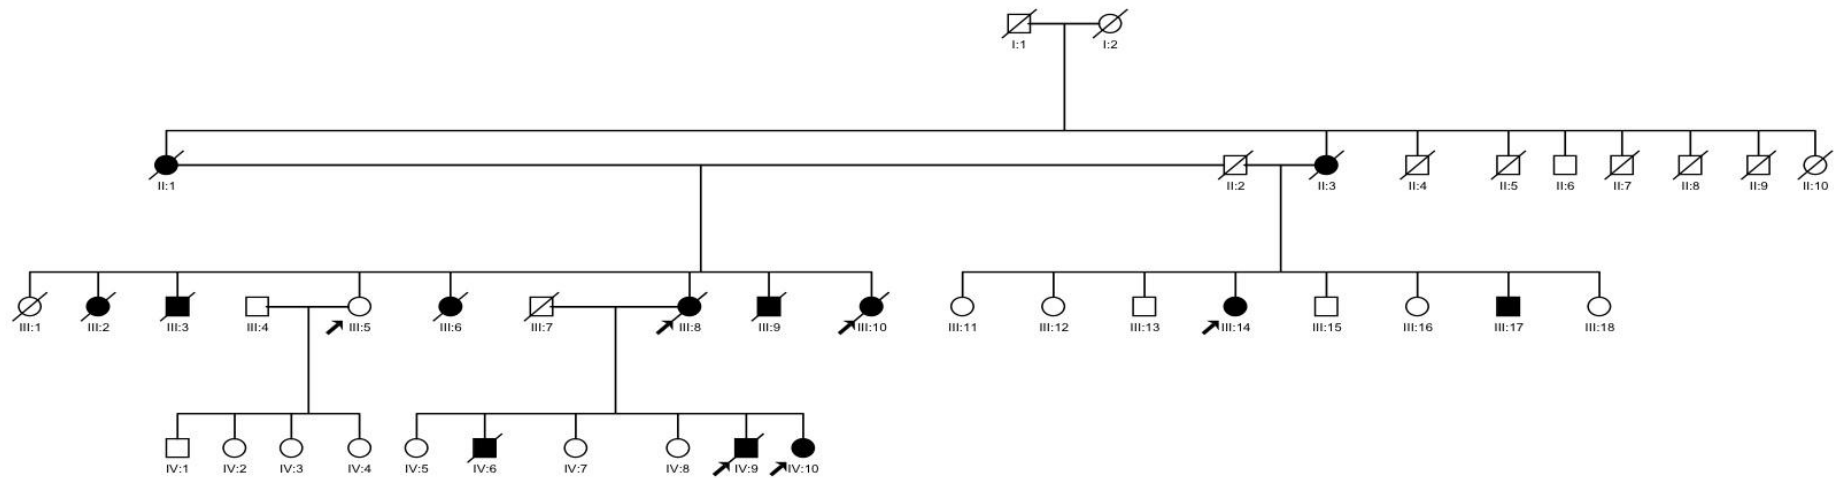 I:1 I:2
II:1 II:2 II:3 II:4 II:5 II:6 II:7 II:8 II:9 II:10
III:1 III:2 III:3 III:4 III:5 III:6 III:7 III:8 III:9 III:10 III:11 III:12 III:13 III:14 III:15 III:16 III:17 III:18
IV:1 IV:2 IV:3 IV:4 IV:5 IV:6 IV:7 IV:8 IV:9 IV:10